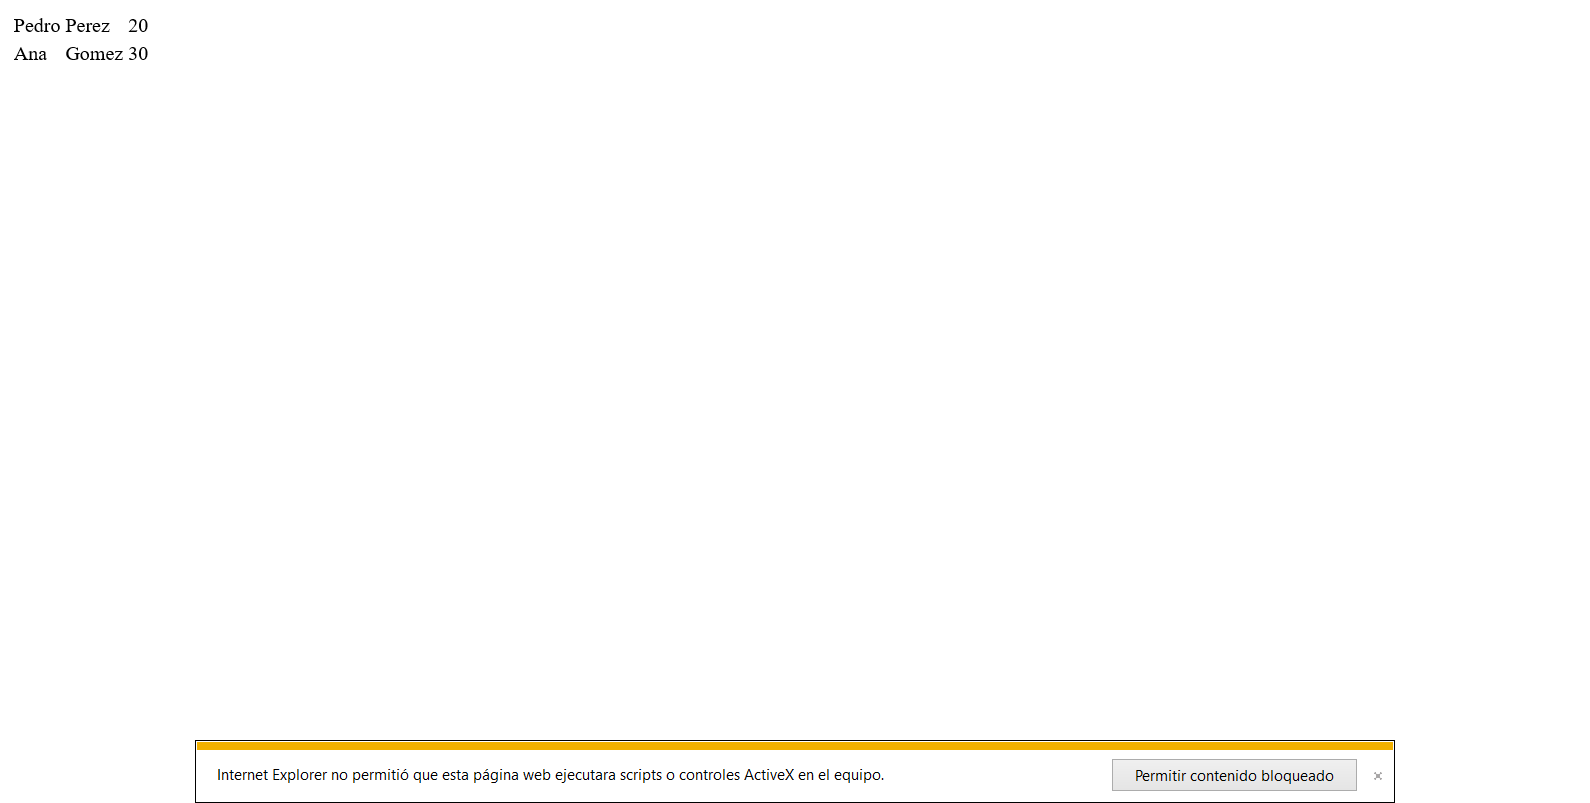 Pedro Perez 20
Ana Gomez 30
Internet Explorer no permitió que esta página web ejecutara scripts o controles ActiveX en el equipo.
Permitir contenido bloqueado